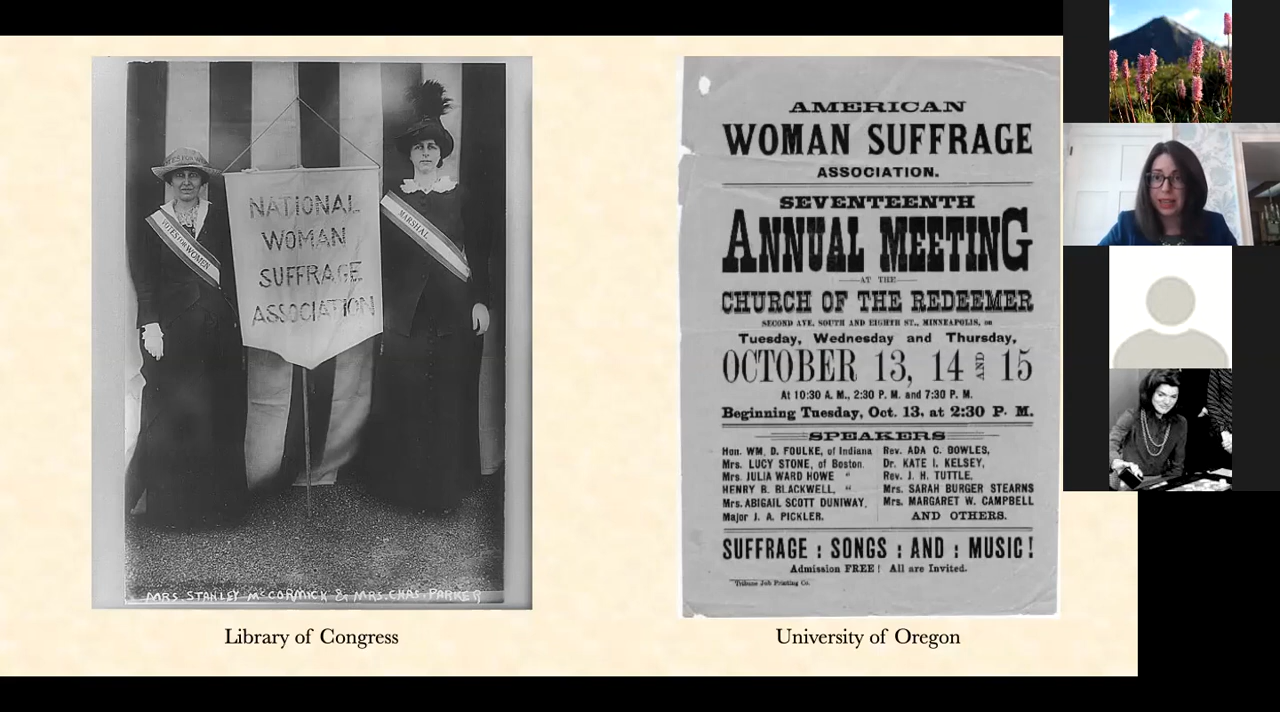 VOTES FOR
NATIONAL
WOMAN
SUFFRAGE
ASSOCIATION
VOTES FOR WOMEN
MARSHAL
MRS STANLEY McCORMICK & MRS. CHAS. PARKER
Library of Congress
AMERICAN
WOMAN SUFFRAGE
ASSOCIATION.
SEVENTEENTH
ANNUAL MEETING
AT THE
CHURCH OF THE REDEEMER
SECOND AVE. SOUTH AND EIGHTH ST., MINNEAPOLIS, on
Tuesday, Wednesday and Thursday,
OCTOBER 13, 14 AND 15
At 10:30 A. M., 2:30 P. M. and 7:30 P. M.
Beginning Tuesday, Oct. 13, at 2:30 P. M.
SPEAKERS
Hon. WM. D. FOULKE, of Indiana
Mrs. LUCY STONE, of Boston.
Mrs. JULIA WARD HOWE "
HENRY B. BLACKWELL, "
Mrs. ABIGAIL SCOTT DUNIWAY,
Major J. A. PICKLER.
Rev. ADA C. BOWLES,
Dr. KATE I. KELSEY,
Rev. J. H. TUTTLE,
Mrs. SARAH BURGER STEARNS
Mrs. MARGARET W. CAMPBELL
AND OTHERS.
SUFFRAGE : SONGS : AND : MUSIC!
Admission FREE! All are Invited.
Tribune Job Printing Co.
University of Oregon